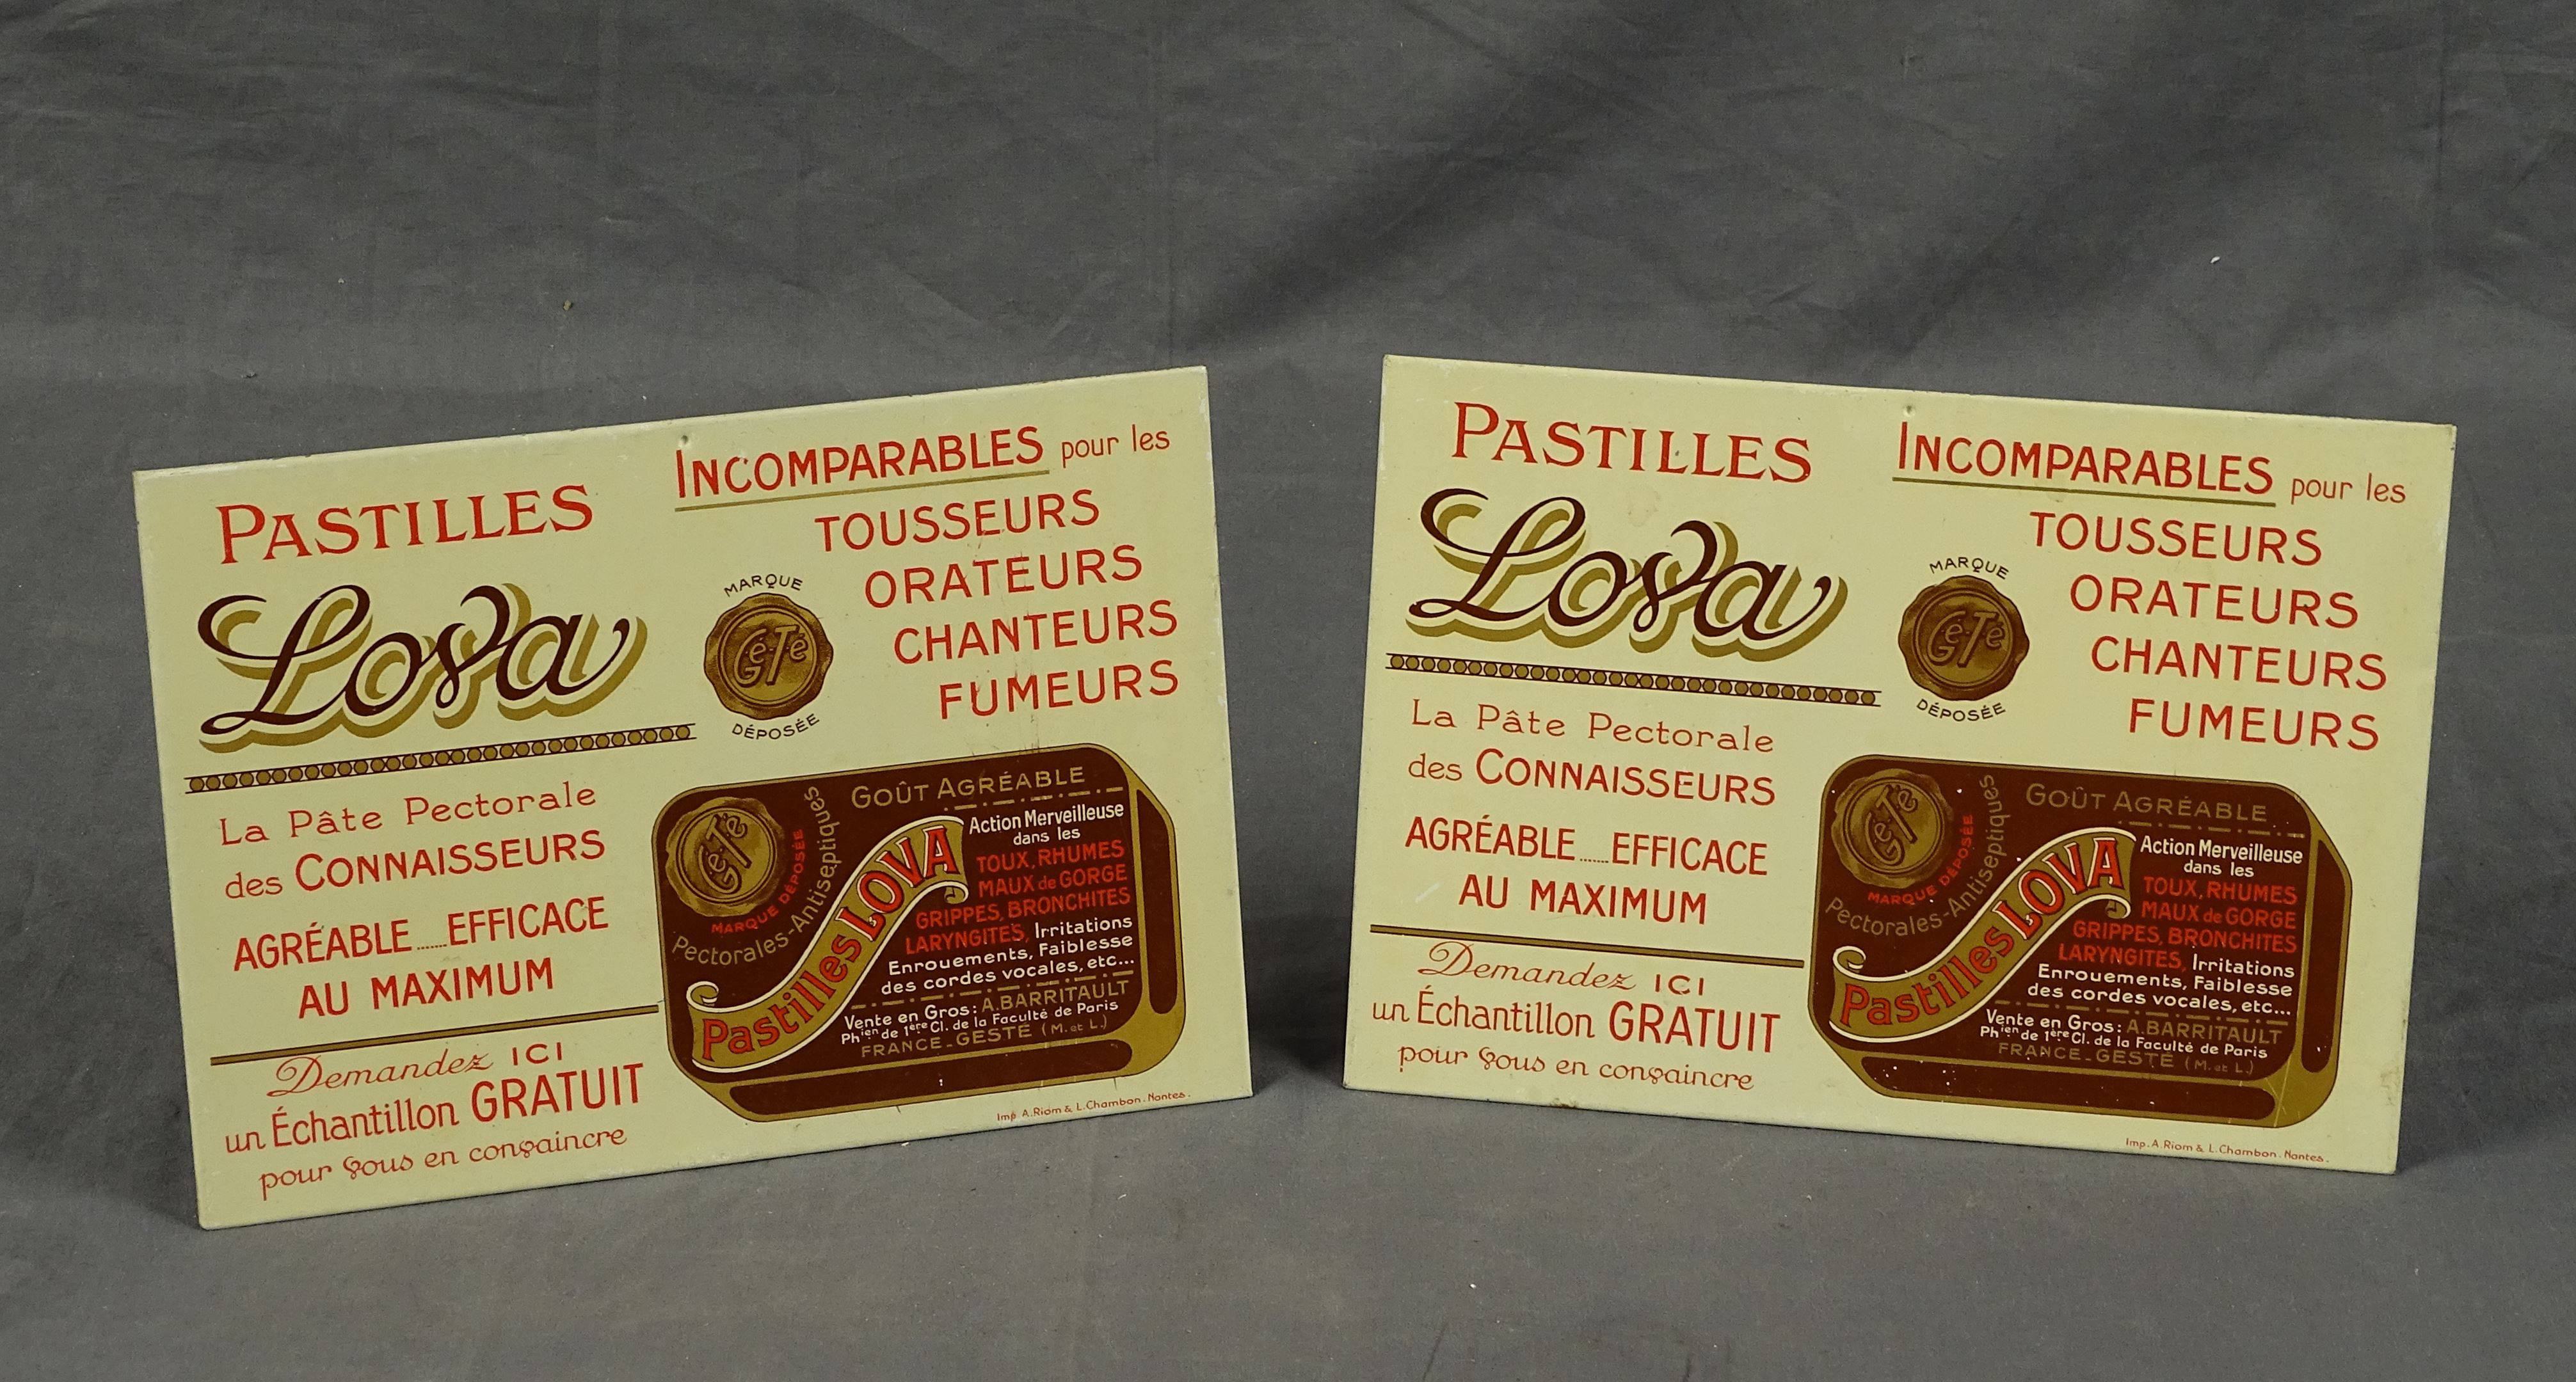 PASTILLES
Lova
La Pâte Pectorale
des CONNAISSEURS
AGRÉABLE......EFFICACE
AU MAXIMUM
Demandez ICI
un Échantillon GRATUIT
pour vous en convaincre
INCOMPARABLES pour les
TOUSSEURS
ORATEURS
CHANTEURS
FUMEURS
MARQUE
GéTé
DÉPOSÉE
GéTé
MARQUE DÉPOSÉE
Pectorales-Antiseptiques
Pastilles LOVA
GOÛT AGRÉABLE
Action Merveilleuse
dans les
TOUX, RHUMES
MAUX de GORGE
GRIPPES, BRONCHITES
LARYNGITES, Irritations
Enrouements, Faiblesse
des cordes vocales, etc...
Vente en Gros: A. BARRITAULT
Phien de 1ère Cl. de la Faculté de Paris
FRANCE-GESTÉ (M. et L.)
Imp. A. Riom & L. Chambon. Nantes.
PASTILLES
Lova
La Pâte Pectorale
des CONNAISSEURS
AGRÉABLE......EFFICACE
AU MAXIMUM
Demandez ICI
un Échantillon GRATUIT
pour vous en convaincre
INCOMPARABLES pour les
TOUSSEURS
ORATEURS
CHANTEURS
FUMEURS
MARQUE
GéTé
DÉPOSÉE
GéTé
MARQUE DÉPOSÉE
Pectorales-Antiseptiques
Pastilles LOVA
GOÛT AGRÉABLE
Action Merveilleuse
dans les
TOUX, RHUMES
MAUX de GORGE
GRIPPES, BRONCHITES
LARYNGITES, Irritations
Enrouements, Faiblesse
des cordes vocales, etc...
Vente en Gros: A. BARRITAULT
Phien de 1ère Cl. de la Faculté de Paris
FRANCE-GESTÉ (M. et L.)
Imp. A. Riom & L. Chambon. Nantes.